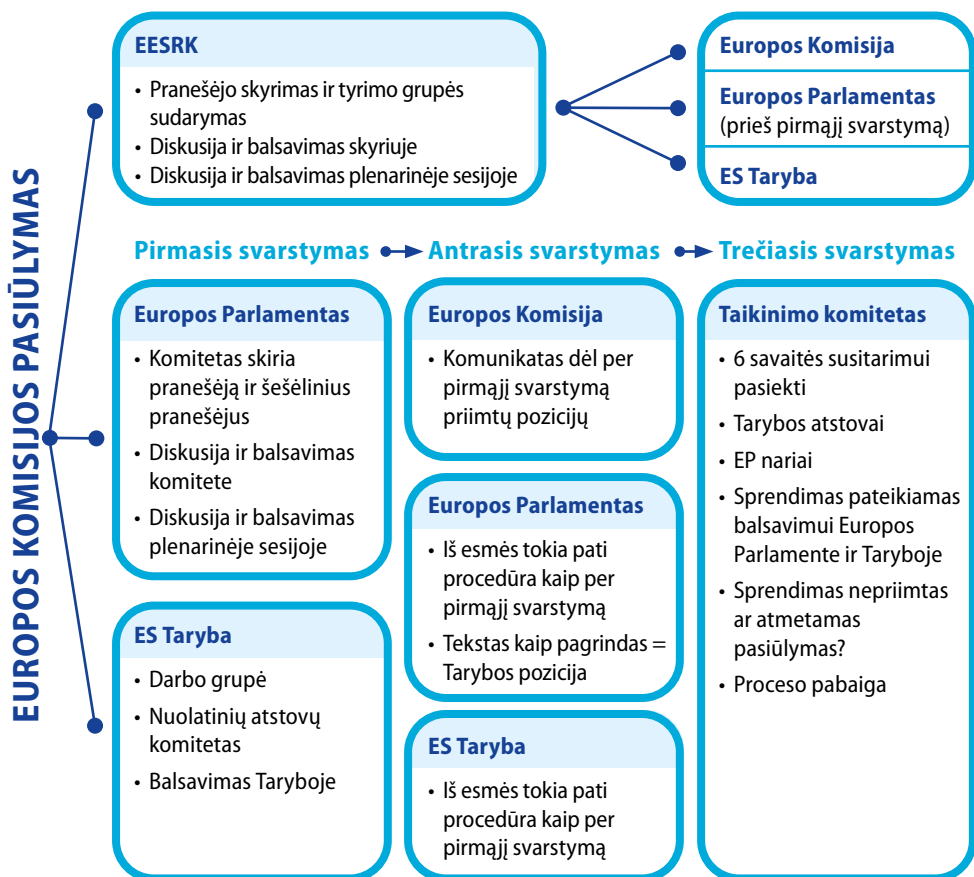 EUROPOS KOMISIJOS PASIŪLYMAS
EESRK
• Pranešėjo skyrimas ir tyrimo grupės
sudarymas
• Diskusija ir balsavimas skyriuje
• Diskusija ir balsavimas plenarinėje sesijoje
Europos Komisija
Europos Parlamentas
(prieš pirmąjį svarstymą)
ES Taryba
Pirmasis svarstymas
Antrasis svarstymas
Trečiasis svarstymas
Europos Parlamentas
• Komitetas skiria
pranešėją ir šešėlinius
pranešėjus
• Diskusija ir balsavimas
komitete
• Diskusija ir balsavimas
plenarinėje sesijoje
ES Taryba
• Darbo grupė
• Nuolatinių atstovų
komitetas
• Balsavimas Taryboje
Europos Komisija
• Komunikatas dėl per
pirmąjį svarstymą
priimtų pozicijų
Europos Parlamentas
• Iš esmės tokia pati
procedūra kaip per
pirmąjį svarstymą
• Tekstas kaip pagrindas =
Tarybos pozicija
ES Taryba
• Iš esmės tokia pati
procedūra kaip per
pirmąjį svarstymą
Taikinimo komitetas
• 6 savaitės susitarimui
pasiekti
• Tarybos atstovai
• EP nariai
• Sprendimas pateikiamas
balsavimui Europos
Parlamente ir Taryboje
• Sprendimas nepriimtas
ar atmetamas
pasiūlymas?
• Proceso pabaiga